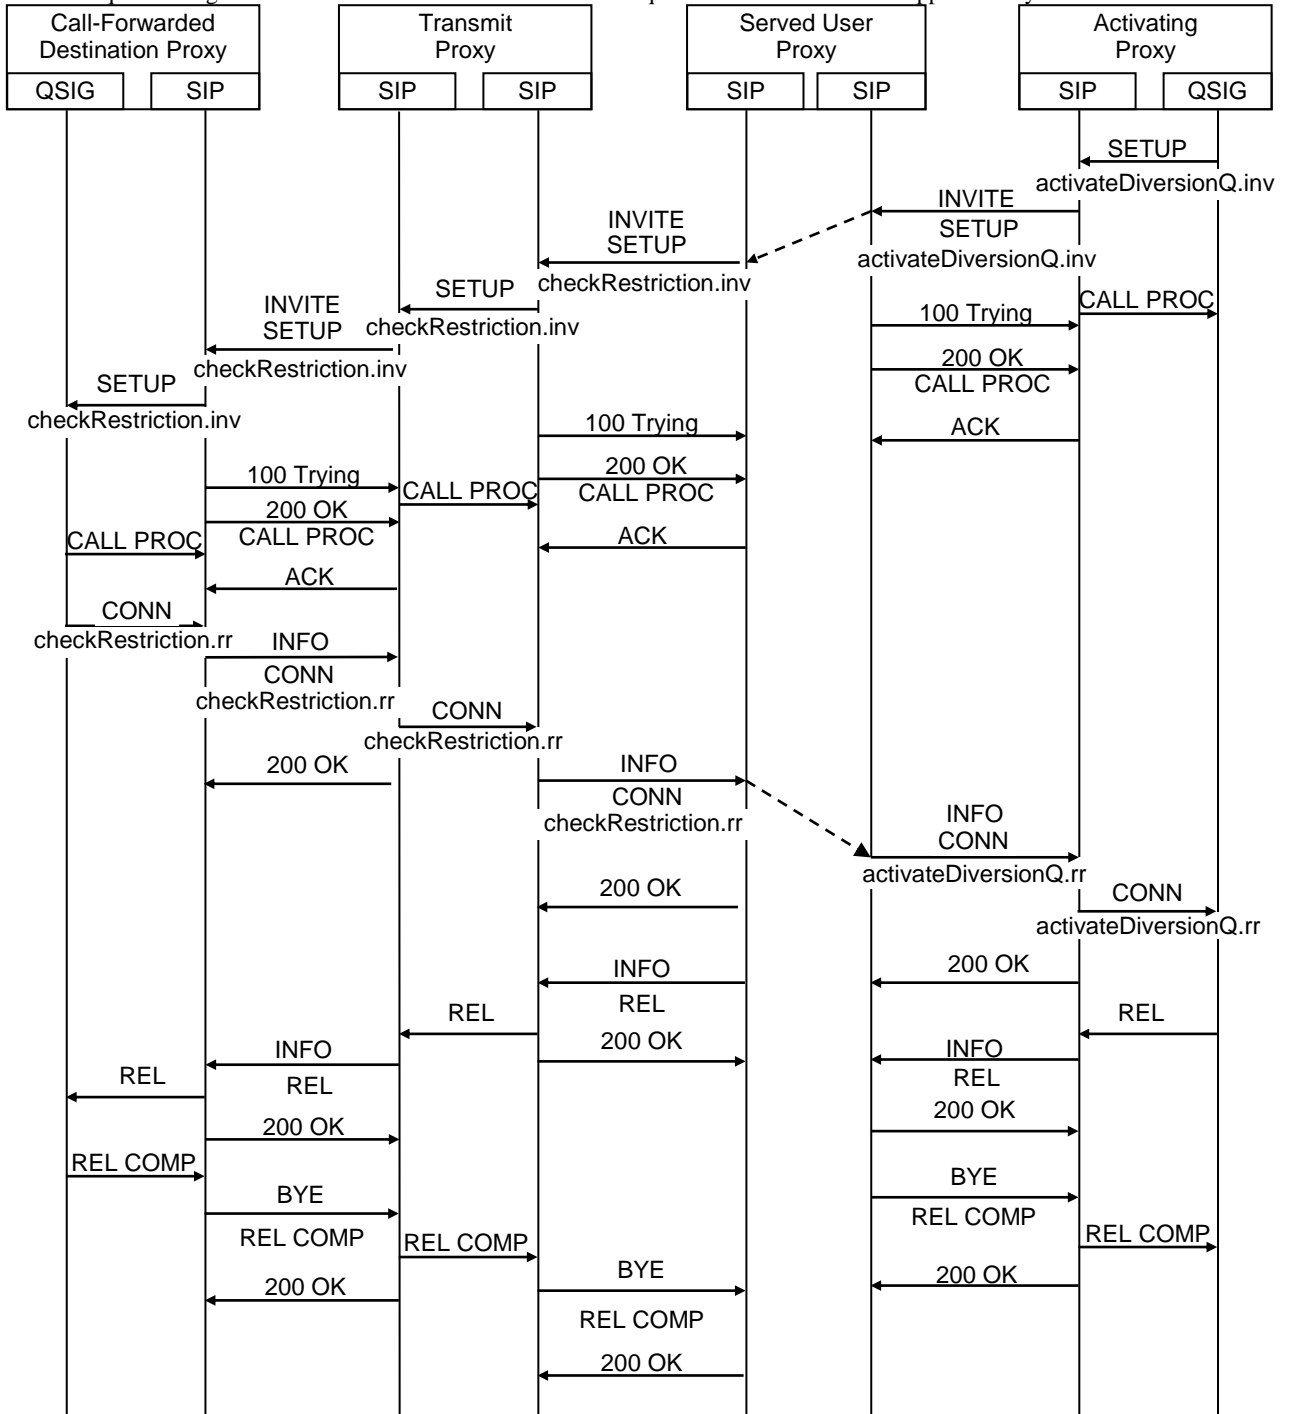 Call-Forwarded
Destination Proxy
Transmit
Proxy
Served User
Proxy
Activating
Proxy
QSIG
SIP
SIP
SIP
SIP
SIP
SIP
QSIG
SETUP
activateDiversionQ.inv
INVITE
SETUP
activateDiversionQ.inv
INVITE
SETUP
checkRestriction.inv
SETUP
checkRestriction.inv
CALL PROC
100 Trying
INVITE
SETUP
checkRestriction.inv
200 OK
CALL PROC
SETUP
checkRestriction.inv
100 Trying
ACK
200 OK
CALL PROC
100 Trying
CALL PROC
200 OK
CALL PROC
CALL PROC
ACK
ACK
CONN
checkRestriction.rr
INFO
CONN
checkRestriction.rr
CONN
checkRestriction.rr
200 OK
INFO
CONN
checkRestriction.rr
INFO
CONN
activateDiversionQ.rr
200 OK
CONN
activateDiversionQ.rr
INFO
REL
200 OK
REL
REL
200 OK
INFO
REL
INFO
REL
REL
200 OK
200 OK
REL COMP
BYE
REL COMP
BYE
REL COMP
REL COMP
REL COMP
BYE
REL COMP
200 OK
200 OK
200 OK